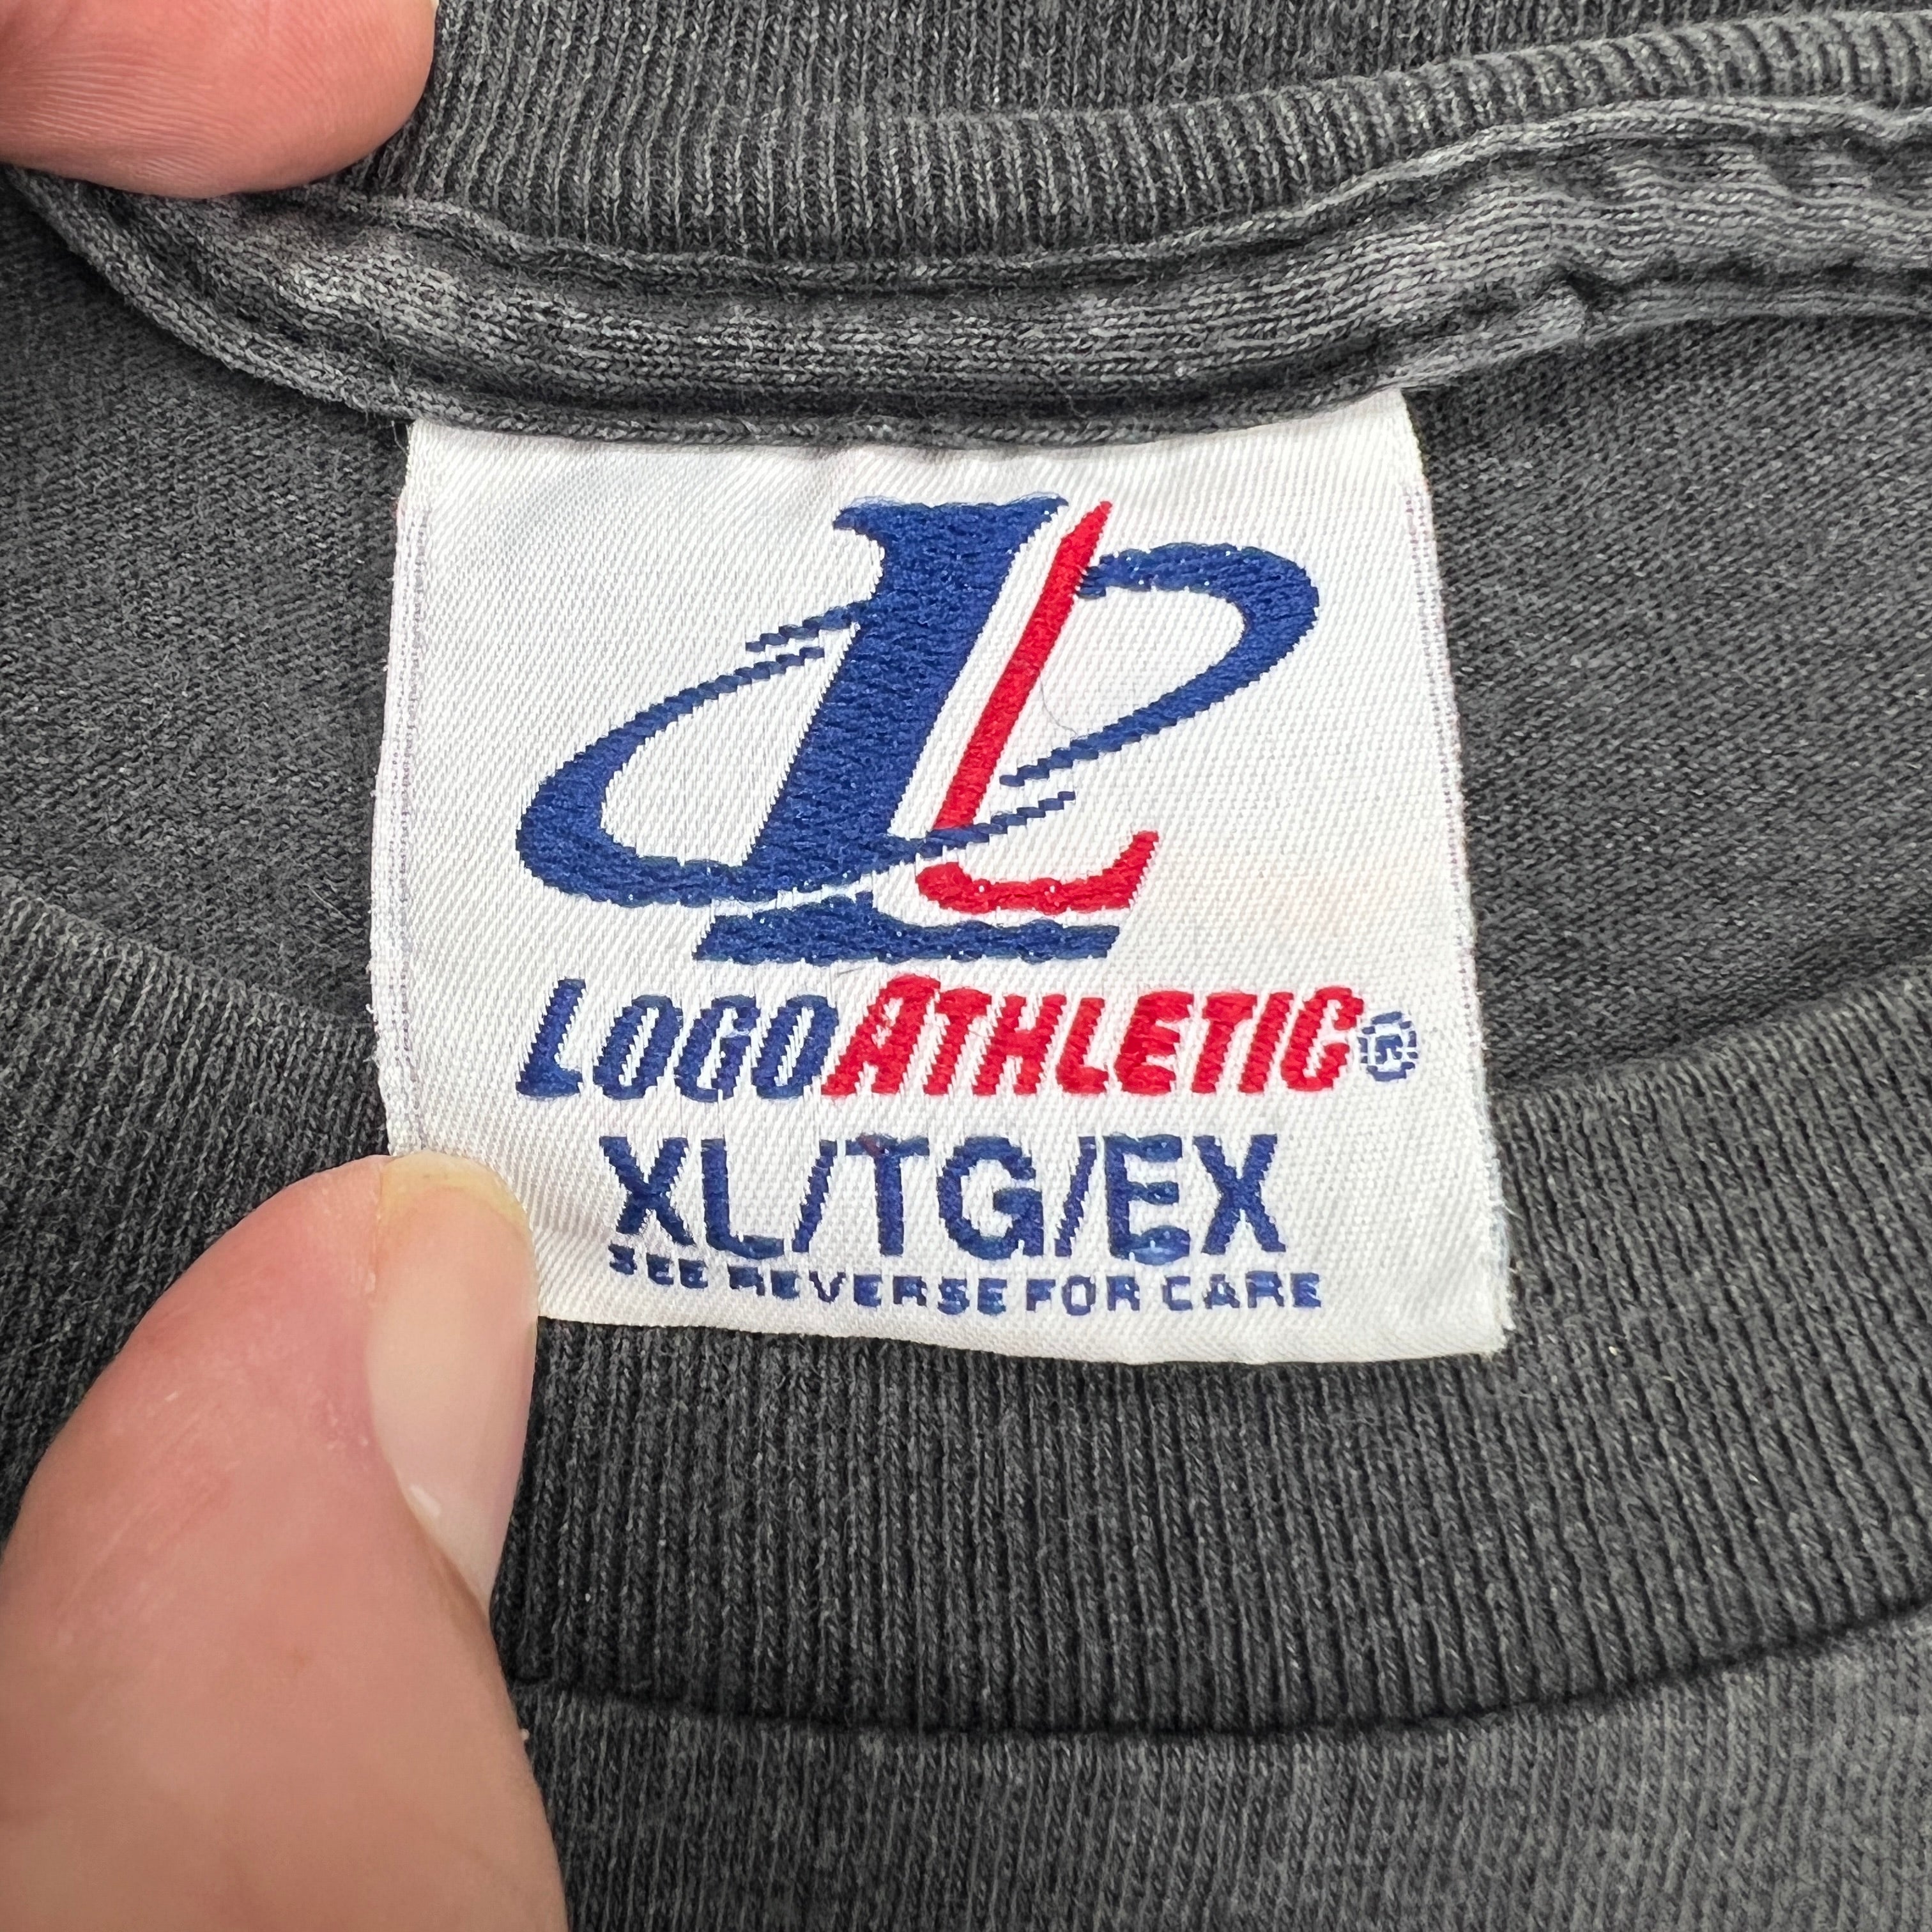 L
LOGOATHLETIC®
XL/TG/EX
SEE REVERSE FOR CARE